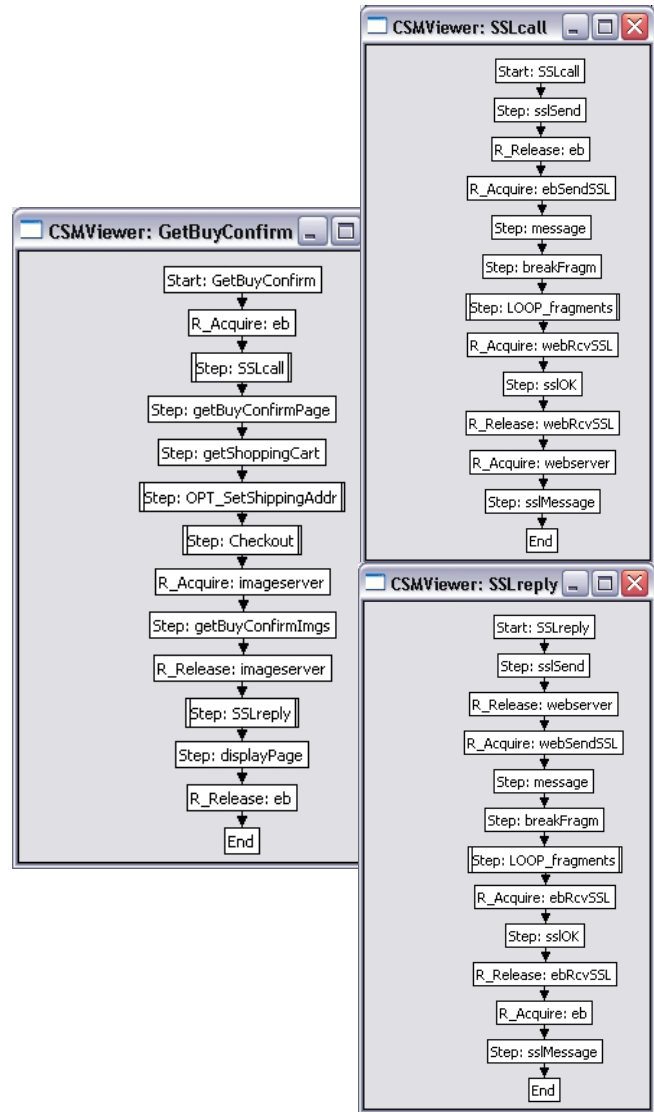 CSMViewer: SSLcall
Start: SSLcall
Step: sslSend
R_Release: eb
R_Acquire: ebSendSSL
Step: message
Step: breakFragm
Step: LOOP_fragments
R_Acquire: webRcvSSL
Step: sslOK
R_Release: webRcvSSL
R_Acquire: webserver
Step: sslMessage
End
CSMViewer: GetBuyConfirm
Start: GetBuyConfirm
R_Acquire: eb
Step: SSLcall
Step: getBuyConfirmPage
Step: getShoppingCart
Step: OPT_SetShippingAddr
Step: Checkout
R_Acquire: imageserver
Step: getBuyConfirmImgs
R_Release: imageserver
Step: SSLreply
Step: displayPage
R_Release: eb
End
CSMViewer: SSLreply
Start: SSLreply
Step: sslSend
R_Release: webserver
R_Acquire: webSendSSL
Step: message
Step: breakFragm
Step: LOOP_fragments
R_Acquire: ebRcvSSL
Step: sslOK
R_Release: ebRcvSSL
R_Acquire: eb
Step: sslMessage
End